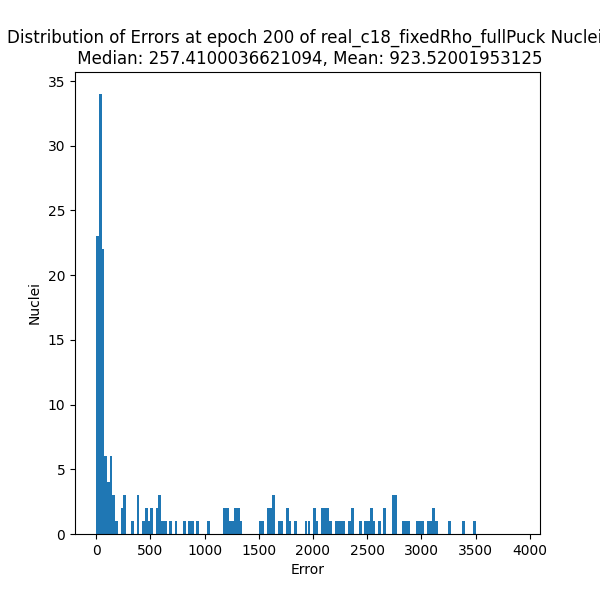 Distribution of Errors at epoch 200 of real_c18_fixedRho_fullPuck Nuclei
Median: 257.4100036621094, Mean: 923.52001953125
35
30
25
20
15
10
5
0
Nuclei
0 500 1000 1500 2000 2500 3000 3500 4000
Error